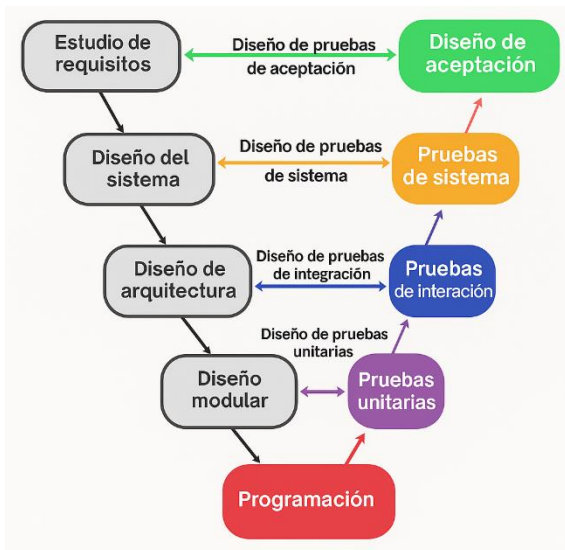 Estudio de
requisitos
Diseño de pruebas
de aceptación
Diseño de
aceptación
Diseño del
sistema
Diseño de pruebas
de sistema
Pruebas
de sistema
Diseño de
arquitectura
Diseño de pruebas
de integración
Pruebas
de interación
Diseño
modular
Diseño de pruebas
unitarias
Pruebas
unitarias
Programación